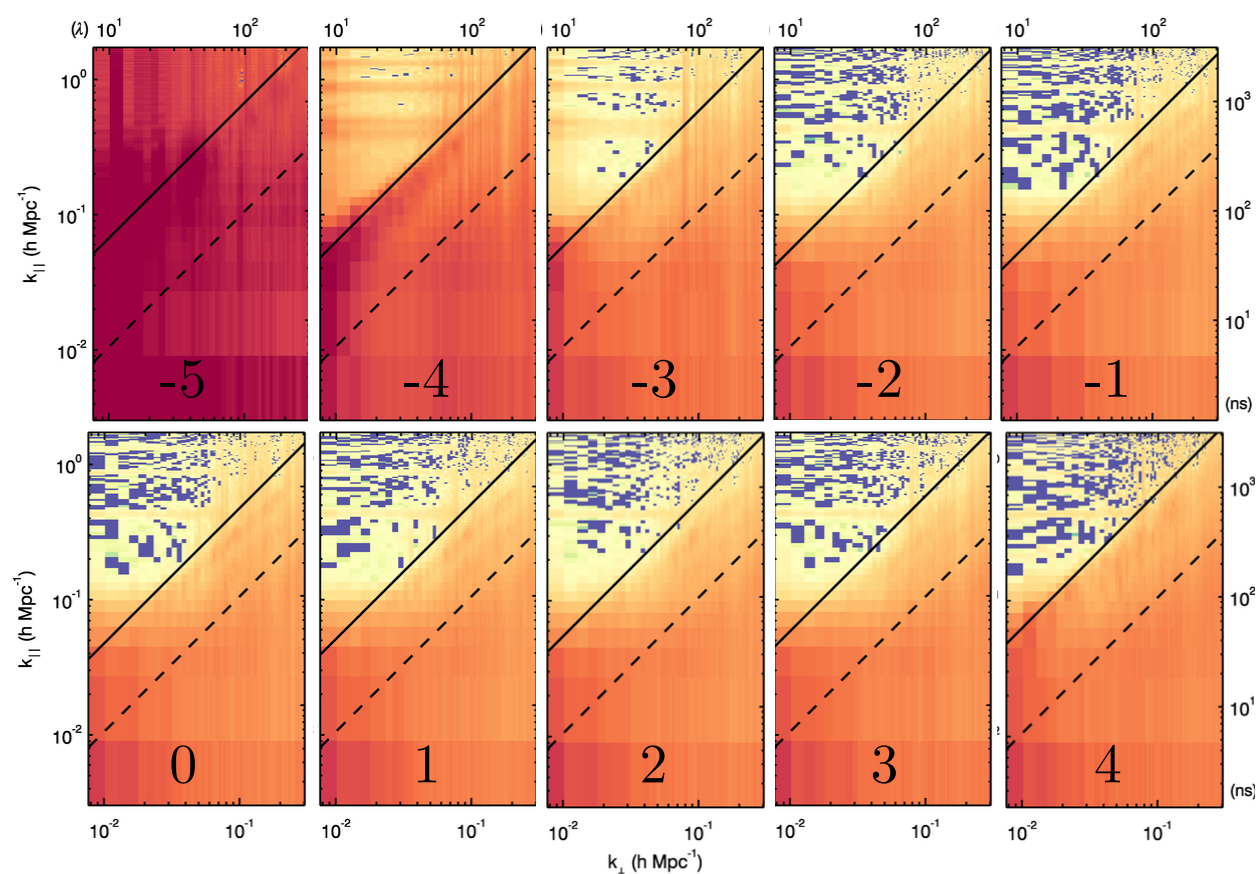 (λ) 10¹ 10² 10¹ 10² 10¹ 10² 10¹ 10² 10¹ 10²
10⁰ 10³
k|| (h Mpc⁻¹)
10⁻¹ 10²
10⁻² 10¹
-5 -4 -3 -2 -1
(ns)
10⁰ 10³
k|| (h Mpc⁻¹)
10⁻¹ 10²
10⁻² 10¹
0 1 2 3 4
(ns)
10⁻² 10⁻¹ 10⁻² 10⁻¹ 10⁻² 10⁻¹ 10⁻² 10⁻¹ 10⁻² 10⁻¹
k⊥ (h Mpc⁻¹)